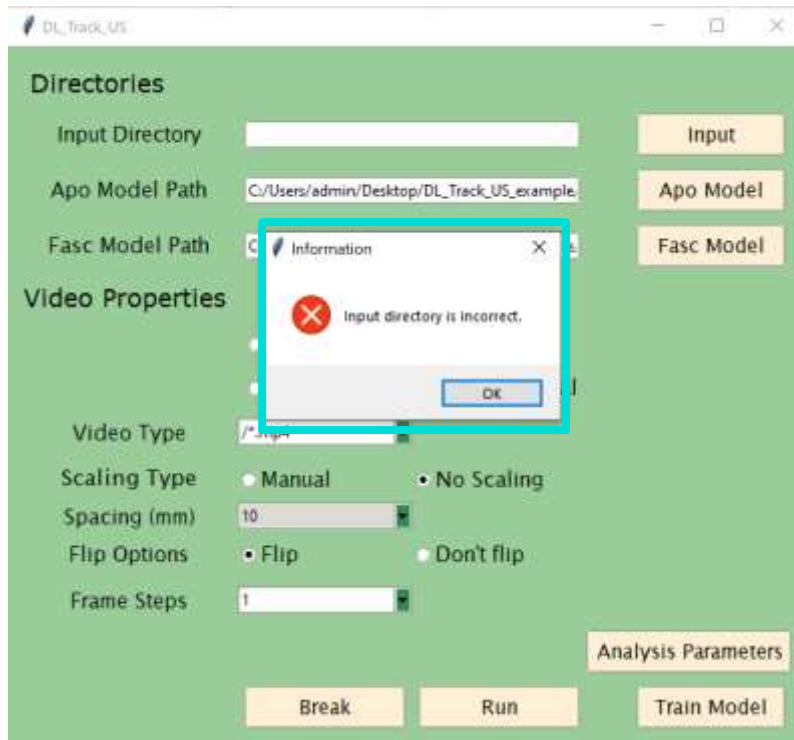 DL_Track_US
Directories
Input Directory
Input
Apo Model Path
C:/Users/admin/Desktop/DL_Track_US_example,
Apo Model
Fasc Model Path
C
Fasc Model
Information
Input directory is incorrect.
OK
Video Properties
Video Type
Scaling Type
Manual
No Scaling
Spacing (mm)
10
Flip Options
Flip
Don't flip
Frame Steps
1
Analysis Parameters
Break
Run
Train Model